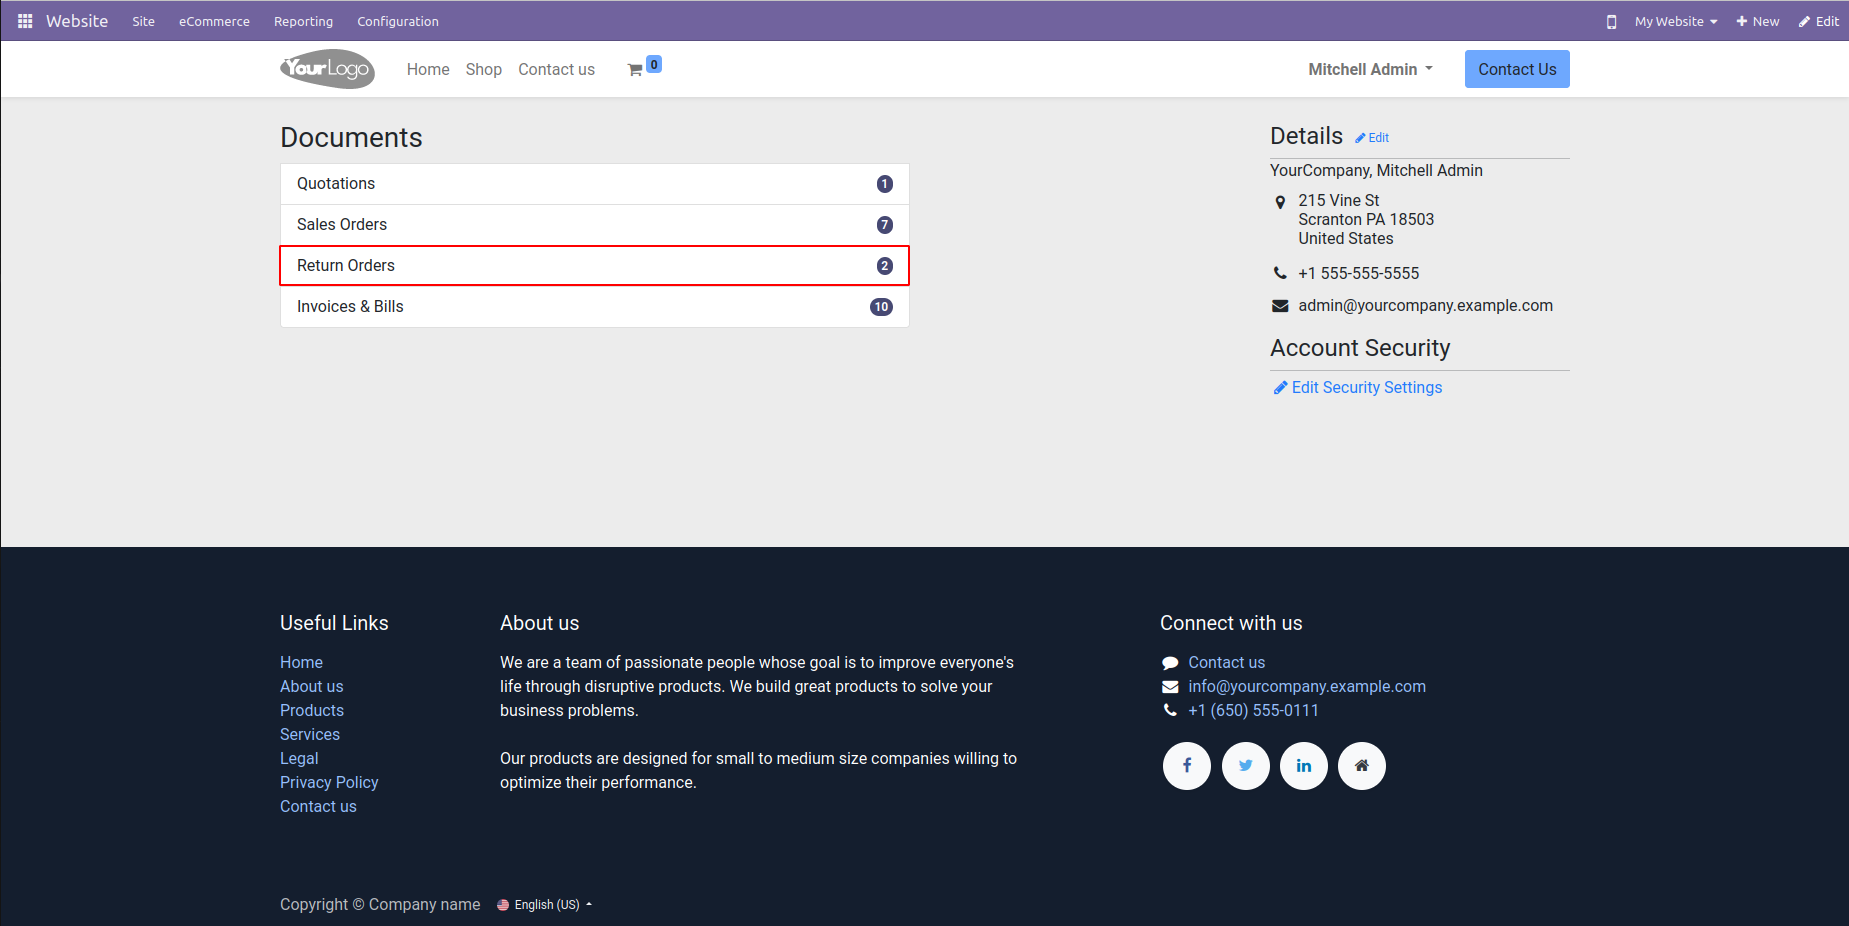 Website Site eCommerce Reporting Configuration My Website New Edit
YourLogo Home Shop Contact us 0 Mitchell Admin Contact Us
Documents
Quotations 1
Sales Orders 7
Return Orders 2
Invoices & Bills 10
Details Edit
YourCompany, Mitchell Admin
215 Vine St
Scranton PA 18503
United States
+1 555-555-5555
admin@yourcompany.example.com
Account Security
Edit Security Settings
Useful Links
Home
About us
Products
Services
Legal
Privacy Policy
Contact us
About us
We are a team of passionate people whose goal is to improve everyone's
life through disruptive products. We build great products to solve your
business problems.
Our products are designed for small to medium size companies willing to
optimize their performance.
Connect with us
Contact us
info@yourcompany.example.com
+1 (650) 555-0111
Copyright © Company name English (US)